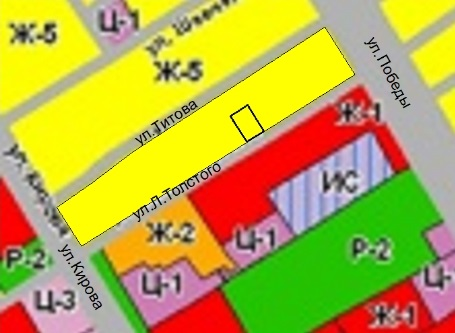 Ж-5
Ц-1
ул. Шевченко
Ж-5
ул.Победы
ул.Титова
Ж-1
ул. Кирова
ул.Л.Толстого
ИС
Ж-2
Ц-1
Р-2
Р-2
ул.Кирова
Ц-1
Ц-3
Ц-
Ж-1